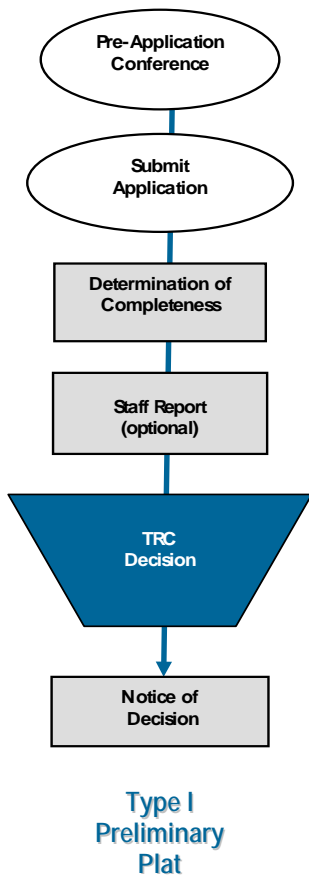 Pre-Application
Conference
Submit
Application
Determination of
Completeness
Staff Report
(optional)
TRC
Decision
Notice of
Decision
Type I
Preliminary
Plat